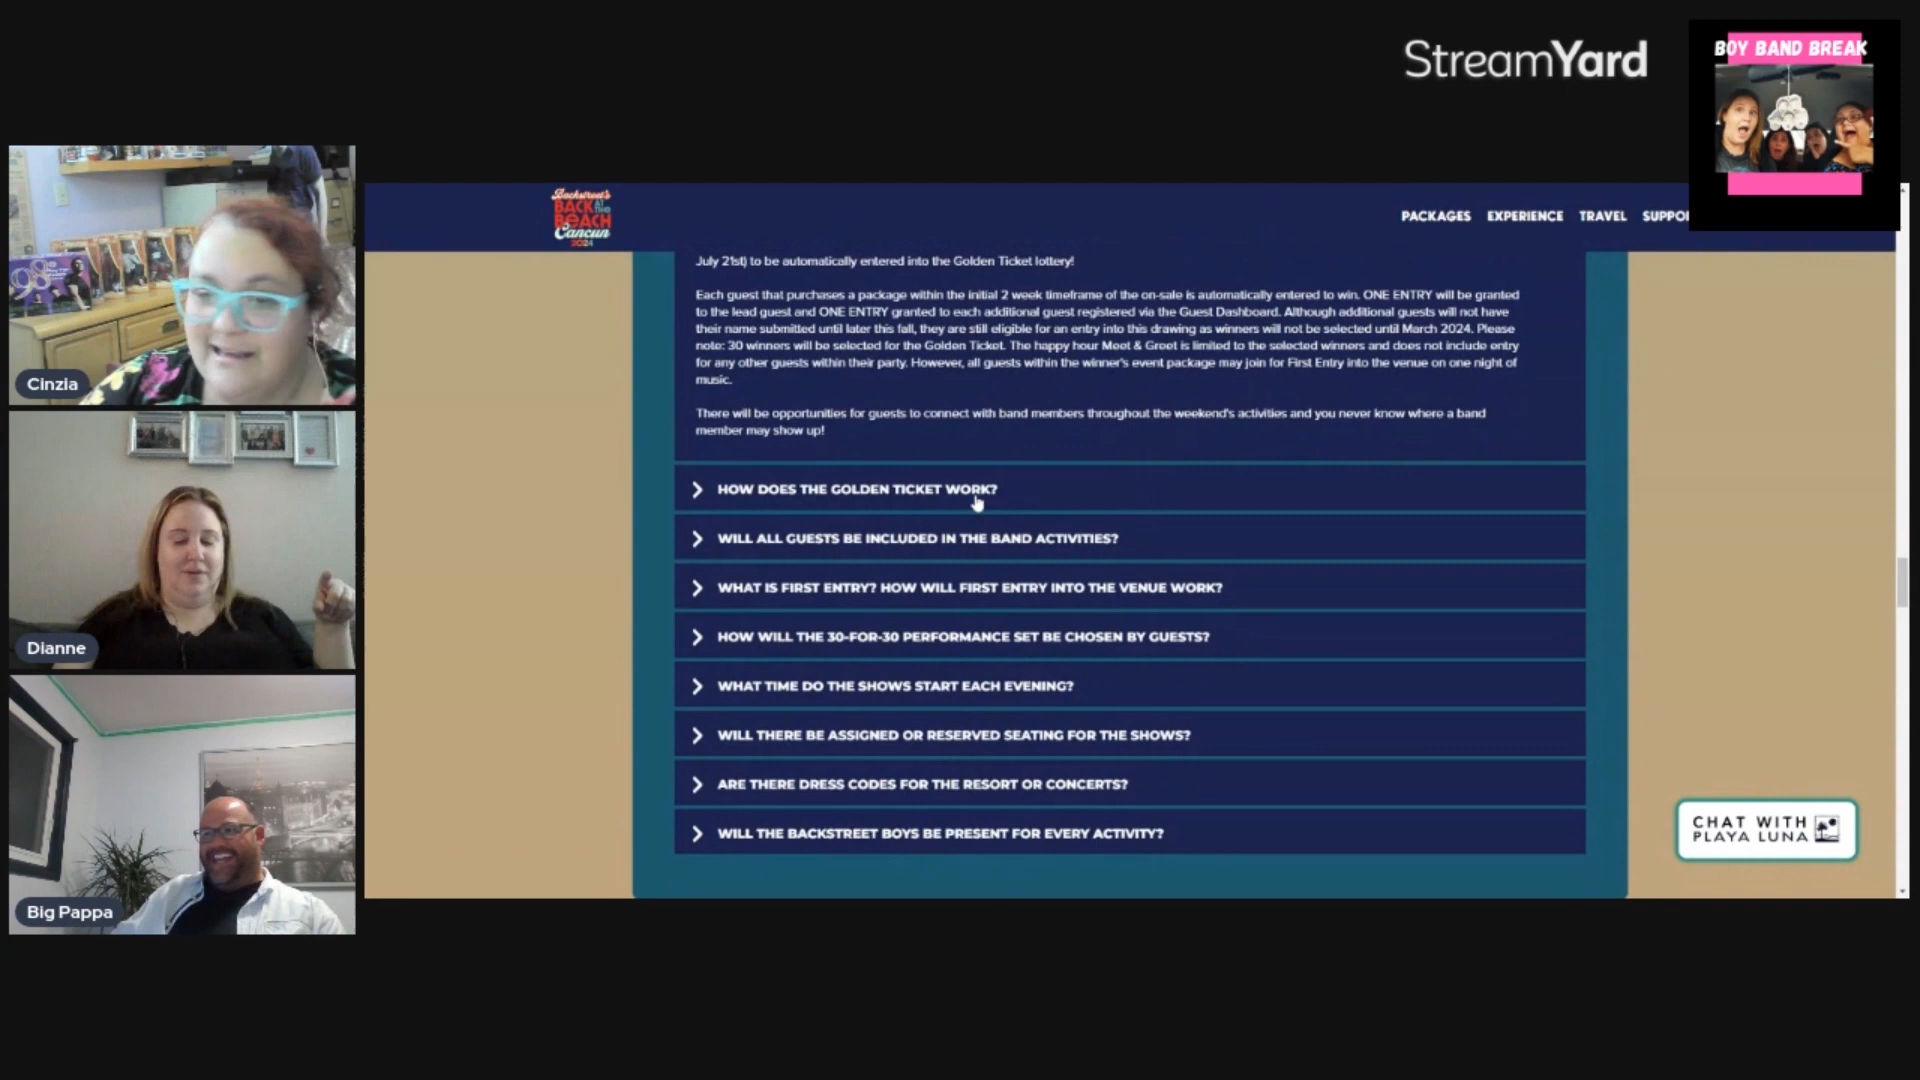 StreamYard
BOY BAND BREAK
Backstreet's
BACK AT THE
BEACH
Cancun
2024
PACKAGES EXPERIENCE TRAVEL SUPPO
98
July 21st) to be automatically entered into the Golden Ticket lottery!
Each guest that purchases a package within the initial 2 week timeframe of the on-sale is automatically entered to win. ONE ENTRY will be granted
to the lead guest and ONE ENTRY granted to each additional guest registered via the Guest Dashboard. Although additional guests will not have
their name submitted until later this fall, they are still eligible for an entry into this drawing as winners will not be selected until March 2024. Please
note: 30 winners will be selected for the Golden Ticket. The happy hour Meet & Greet is limited to the selected winners and does not include entry
for any other guests within their party. However, all guests within the winner's event package may join for First Entry into the venue on one night of
music.
There will be opportunities for guests to connect with band members throughout the weekend's activities and you never know where a band
member may show up!
HOW DOES THE GOLDEN TICKET WORK?
WILL ALL GUESTS BE INCLUDED IN THE BAND ACTIVITIES?
WHAT IS FIRST ENTRY? HOW WILL FIRST ENTRY INTO THE VENUE WORK?
HOW WILL THE 30-FOR-30 PERFORMANCE SET BE CHOSEN BY GUESTS?
WHAT TIME DO THE SHOWS START EACH EVENING?
WILL THERE BE ASSIGNED OR RESERVED SEATING FOR THE SHOWS?
ARE THERE DRESS CODES FOR THE RESORT OR CONCERTS?
WILL THE BACKSTREET BOYS BE PRESENT FOR EVERY ACTIVITY?
CHAT WITH
PLAYA LUNA
Cinzia
Dianne
Big Pappa